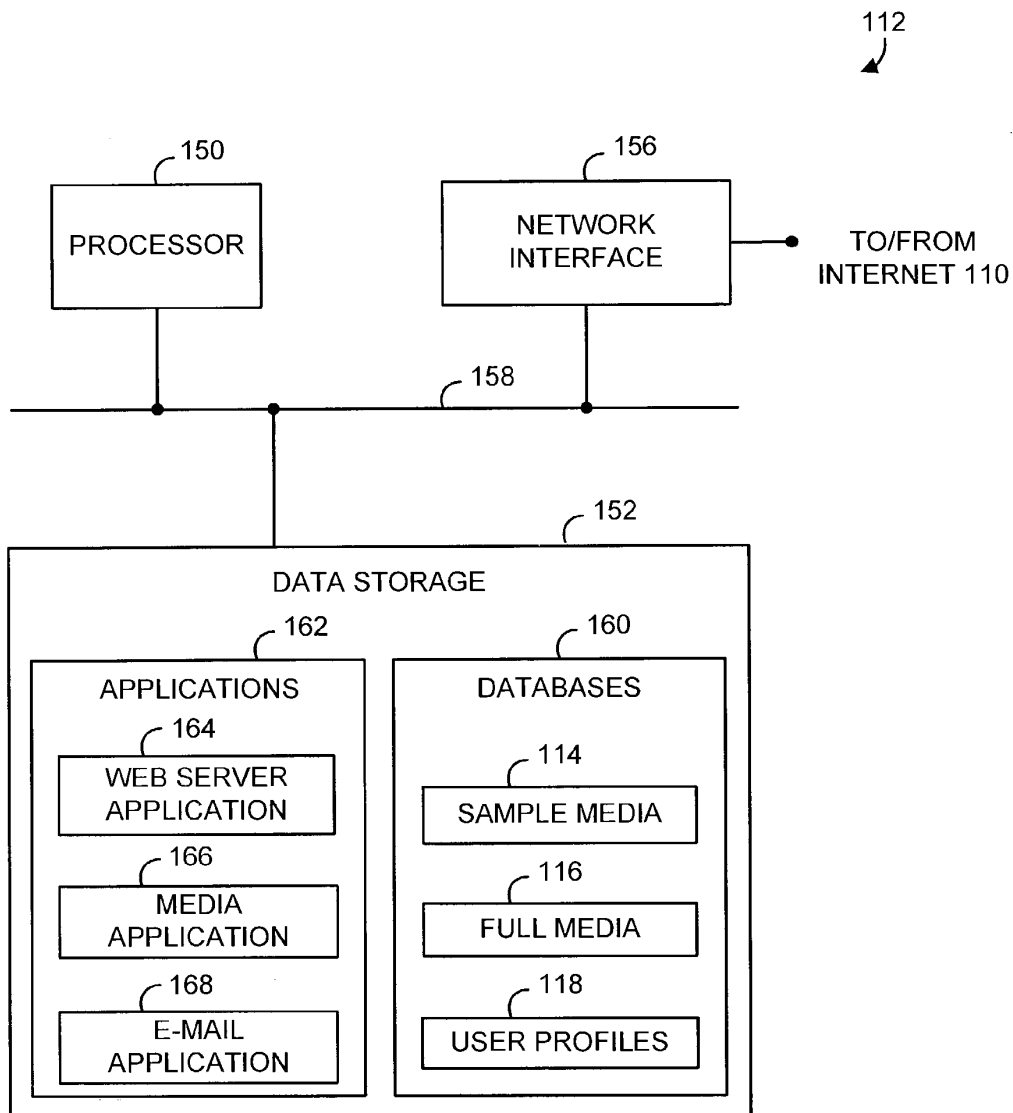 112
150
156
PROCESSOR
NETWORK
INTERFACE
TO/FROM
INTERNET 110
158
152
DATA STORAGE
162
160
APPLICATIONS
DATABASES
164
WEB SERVER
APPLICATION
114
SAMPLE MEDIA
166
MEDIA
APPLICATION
116
FULL MEDIA
168
E-MAIL
APPLICATION
118
USER PROFILES